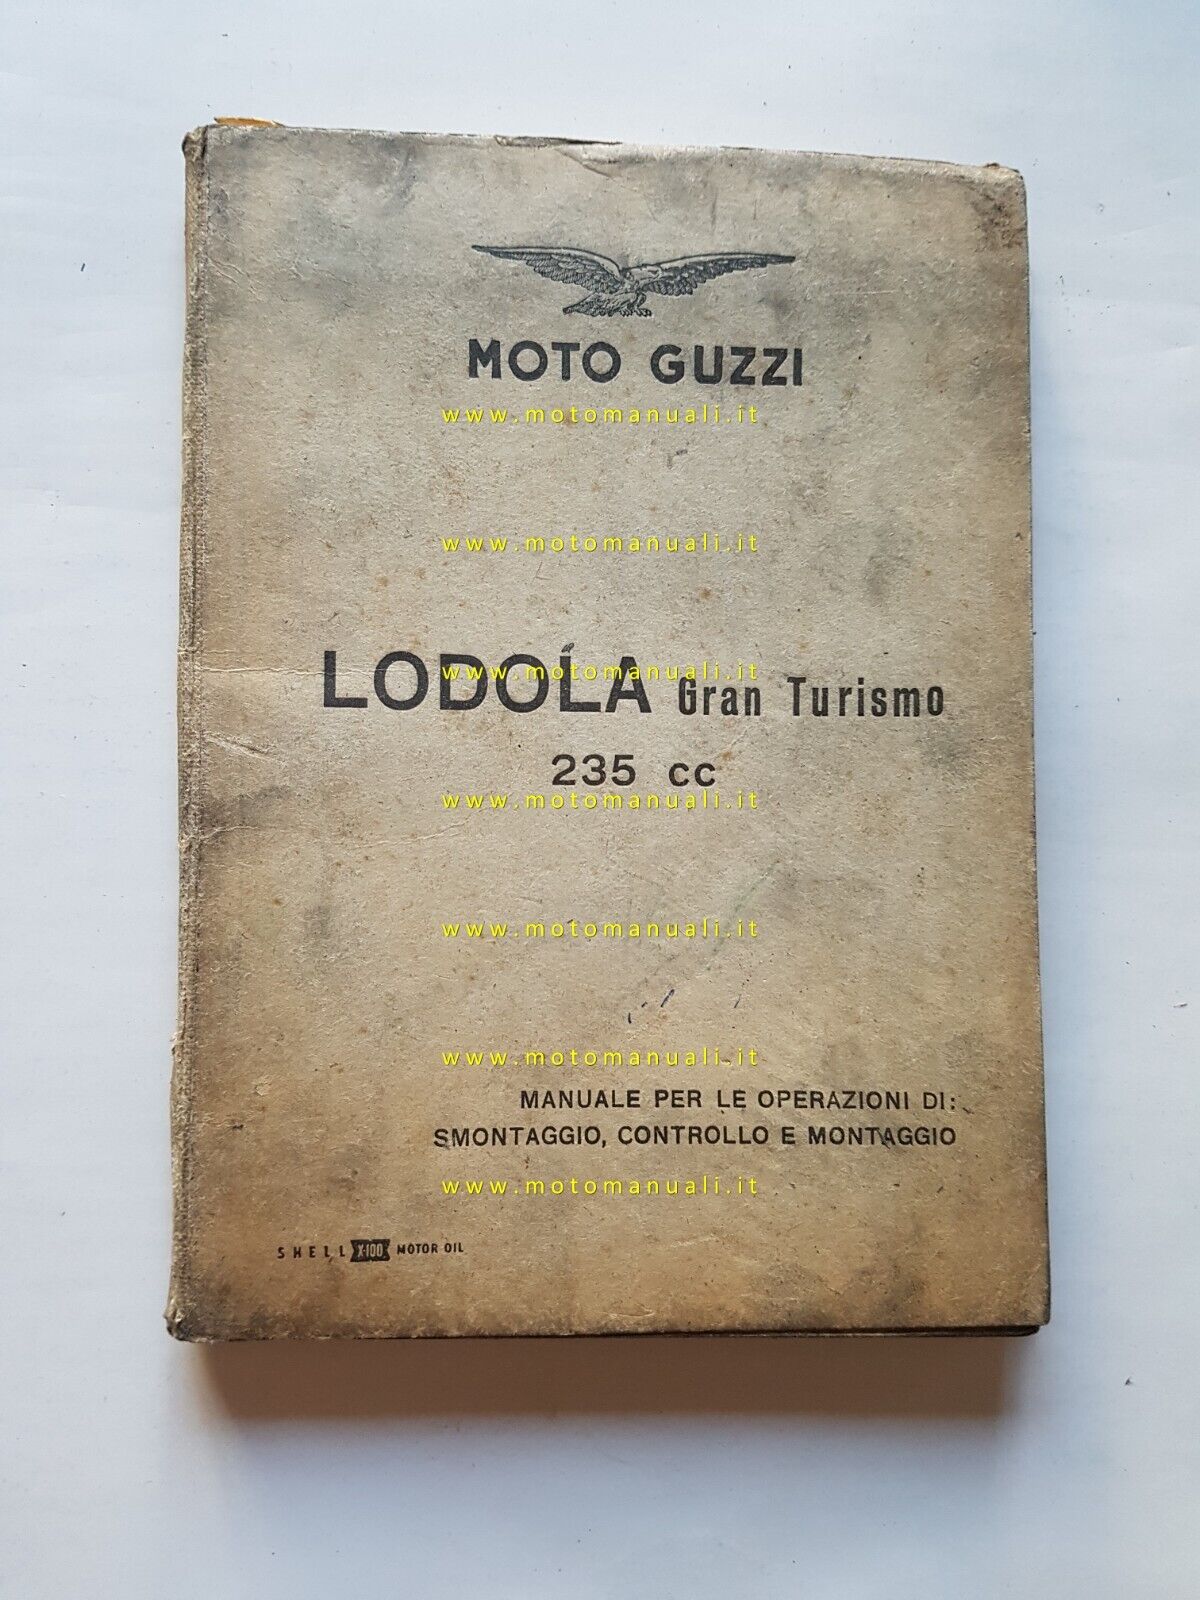 MOTO GUZZI
www.motomanuali.it
www.motomanuali.it
www.motomanuali.it
LODOLA Gran Turismo
235 cc
www.motomanuali.it
www.motomanuali.it
www.motomanuali.it
MANUALE PER LE OPERAZIONI DI:
SMONTAGGIO, CONTROLLO E MONTAGGIO
www.motomanuali.it
SHELL X-100 MOTOR OIL